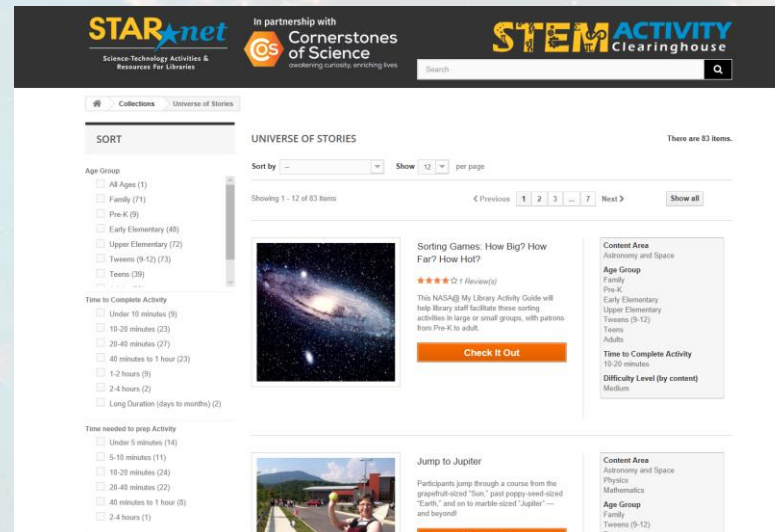 STAR net
Science-Technology Activities &
Resources For Libraries
In partnership with
COS
Cornerstones
of Science
awakening curiosity, enriching lives
STEM ACTIVITY
Clearinghouse
Search
Collections
Universe of Stories
SORT
Age Group
All Ages (1)
Family (71)
Pre-K (9)
Early Elementary (48)
Upper Elementary (72)
Tweens (9-12) (73)
Teens (39)
Time to Complete Activity
Under 10 minutes (9)
10-20 minutes (23)
20-40 minutes (27)
40 minutes to 1 hour (23)
1-2 hours (9)
2-4 hours (2)
Long Duration (days to months) (2)
Time needed to prep Activity
Under 5 minutes (14)
5-10 minutes (11)
10-20 minutes (24)
20-40 minutes (22)
40 minutes to 1 hour (8)
2-4 hours (1)
UNIVERSE OF STORIES
There are 83 items.
Sort by -- Show 12 per page
Showing 1 - 12 of 83 items
Previous 1 2 3 ... 7 Next
Show all
Sorting Games: How Big? How
Far? How Hot?
1 Review(s)
This NASA@ My Library Activity Guide will
help library staff facilitate these sorting
activities in large or small groups, with patrons
from Pre-K to adult.
Check It Out
Content Area
Astronomy and Space
Age Group
Family
Pre-K
Early Elementary
Upper Elementary
Tweens (9-12)
Teens
Adults
Time to Complete Activity
10-20 minutes
Difficulty Level (by content)
Medium
Jump to Jupiter
Participants jump through a course from the
grapefruit-sized "Sun," past poppy-seed-sized
"Earth," and on to marble-sized "Jupiter" —
and beyond!
Content Area
Astronomy and Space
Physics
Mathematics
Age Group
Family
Tweens (9-12)